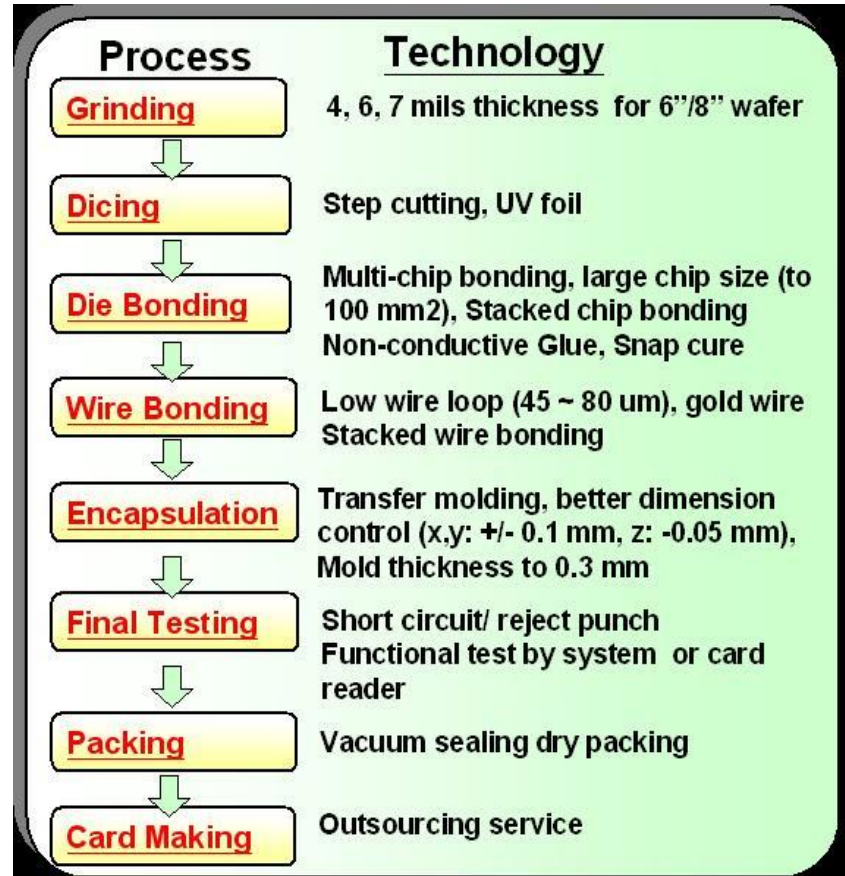 Process
Technology
Grinding
4, 6, 7 mils thickness for 6”/8” wafer
Dicing
Step cutting, UV foil
Die Bonding
Multi-chip bonding, large chip size (to
100 mm2), Stacked chip bonding
Non-conductive Glue, Snap cure
Wire Bonding
Low wire loop (45 ~ 80 um), gold wire
Stacked wire bonding
Encapsulation
Transfer molding, better dimension
control (x,y: +/- 0.1 mm, z: -0.05 mm),
Mold thickness to 0.3 mm
Final Testing
Short circuit/ reject punch
Functional test by system or card
reader
Packing
Vacuum sealing dry packing
Card Making
Outsourcing service